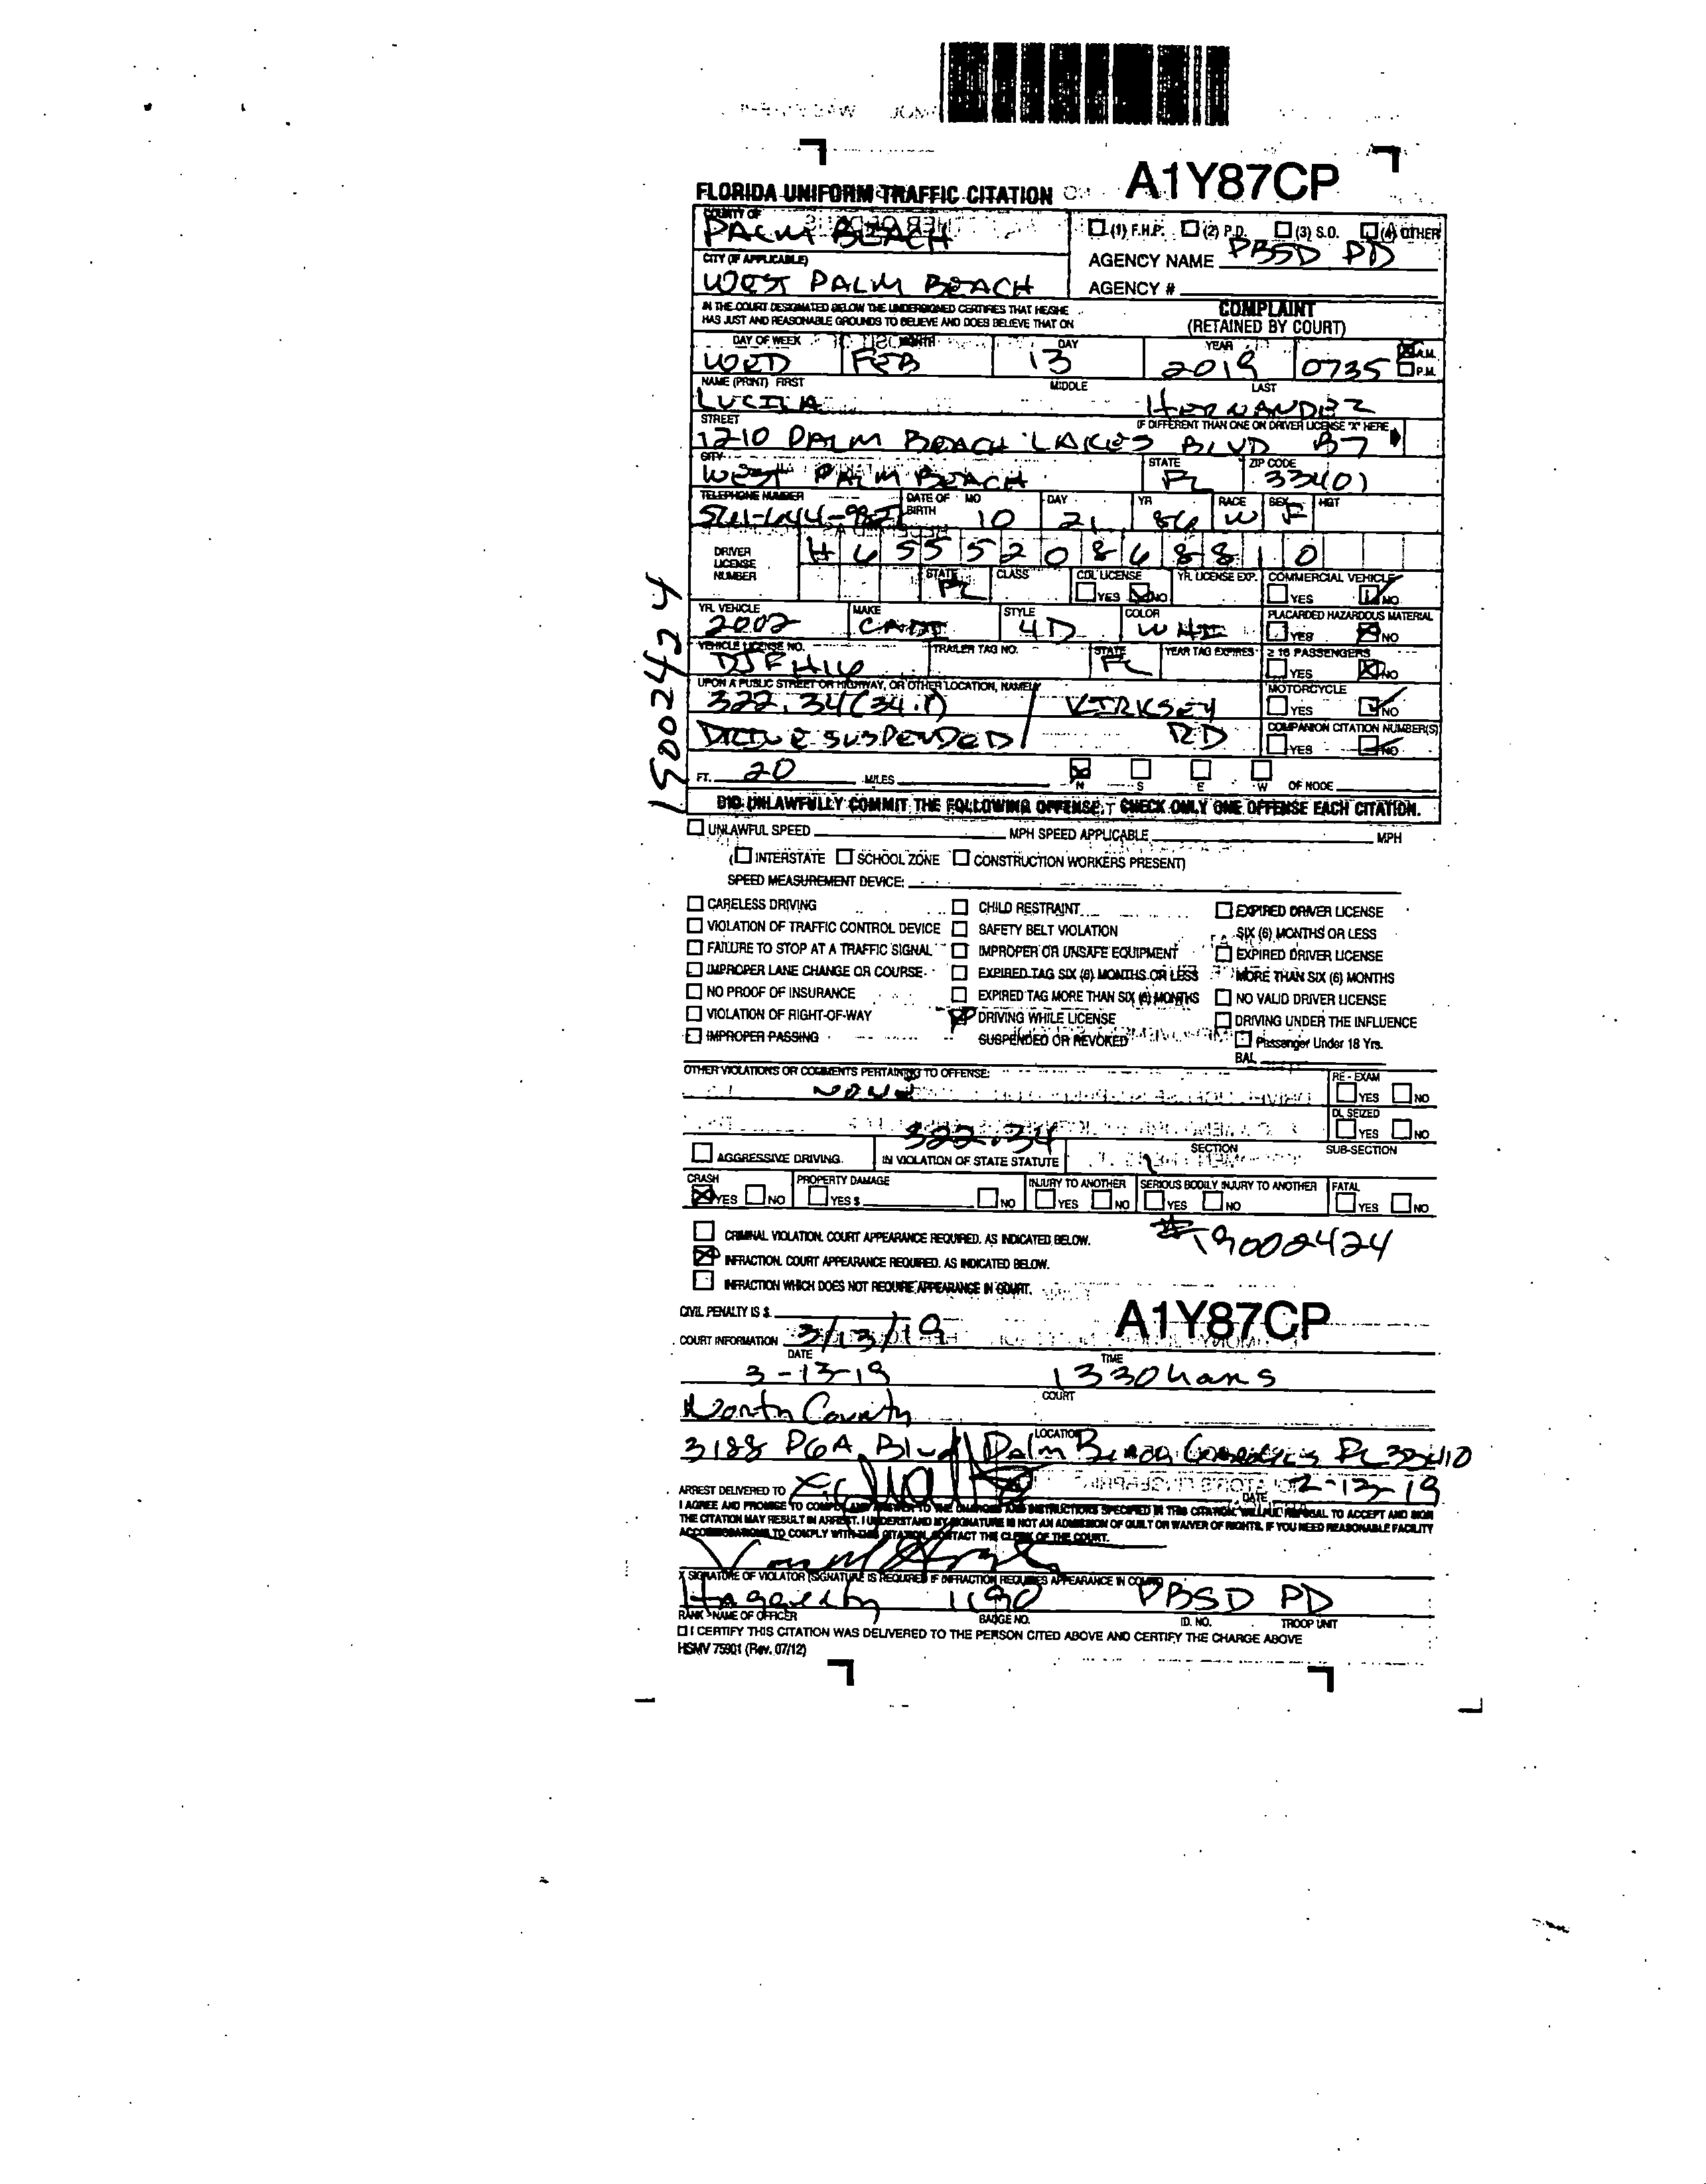 A1Y87CP
FLORIDA UNIFORM TRAFFIC CITATION
COUNTY OF
PALM BEACH
(1) F.H.P. (2) P.D. (3) S.O. (4) OTHER
AGENCY NAME PBSD PD
CITY (IF APPLICABLE)
WEST PALM BEACH
AGENCY #
IN THE COURT DESIGNATED BELOW THE UNDERSIGNED CERTIFIES THAT HE/SHE
HAS JUST AND REASONABLE GROUNDS TO BELIEVE AND DOES BELIEVE THAT ON
COMPLAINT
(RETAINED BY COURT)
DAY OF WEEK MONTH DAY YEAR
WED FEB 13 2019 0735 A.M.
P.M.
NAME (PRINT) FIRST MIDDLE LAST
LUCILA HERNANDEZ
STREET IF DIFFERENT THAN ONE ON DRIVER LICENSE "X" HERE
1210 PALM BEACH LAKES BLVD B7
CITY STATE ZIP CODE
WEST PALM BEACH FL 33401
TELEPHONE NUMBER DATE OF BIRTH MO DAY YR RACE SEX HGT
10 21 86 W F
DRIVER LICENSE NUMBER
H 6 5 5 5 2 0 8 6 8 8 1 0
STATE CLASS CDL LICENSE YR. LICENSE EXP. COMMERCIAL VEHICLE
FL YES NO YES NO
YR. VEHICLE MAKE STYLE COLOR PLACARDED HAZARDOUS MATERIAL
2002 CADI 4D WHI YES NO
VEHICLE LICENSE NO. TRAILER TAG NO. STATE YEAR TAG EXPIRES ≥ 16 PASSENGERS
FL YES NO
UPON A PUBLIC STREET OR HIGHWAY, OR OTHER LOCATION, NAMELY MOTORCYCLE
322.34(34.1) / KIRKSEY YES NO
DRIVE SUSPENDED / RD COMPANION CITATION NUMBER(S)
YES NO
FT. 20 MILES N S E W OF NODE
DID UNLAWFULLY COMMIT THE FOLLOWING OFFENSE, CHECK ONLY ONE OFFENSE EACH CITATION.
19002424
UNLAWFUL SPEED MPH SPEED APPLICABLE MPH
(INTERSTATE SCHOOL ZONE CONSTRUCTION WORKERS PRESENT)
SPEED MEASUREMENT DEVICE:
CARELESS DRIVING CHILD RESTRAINT EXPIRED DRIVER LICENSE
VIOLATION OF TRAFFIC CONTROL DEVICE SAFETY BELT VIOLATION SIX (6) MONTHS OR LESS
FAILURE TO STOP AT A TRAFFIC SIGNAL IMPROPER OR UNSAFE EQUIPMENT EXPIRED DRIVER LICENSE
IMPROPER LANE CHANGE OR COURSE EXPIRED TAG SIX (6) MONTHS OR LESS MORE THAN SIX (6) MONTHS
NO PROOF OF INSURANCE EXPIRED TAG MORE THAN SIX (6) MONTHS NO VALID DRIVER LICENSE
VIOLATION OF RIGHT-OF-WAY DRIVING WHILE LICENSE DRIVING UNDER THE INFLUENCE
IMPROPER PASSING SUSPENDED OR REVOKED Passenger Under 18 Yrs.
BAL
OTHER VIOLATIONS OR COMMENTS PERTAINING TO OFFENSE: RE - EXAM
NONE YES NO
DL SEIZED
322.34 YES NO
AGGRESSIVE DRIVING IN VIOLATION OF STATE STATUTE SECTION SUB-SECTION
CRASH PROPERTY DAMAGE INJURY TO ANOTHER SERIOUS BODILY INJURY TO ANOTHER FATAL
YES NO YES $ NO YES NO YES NO YES NO
CRIMINAL VIOLATION. COURT APPEARANCE REQUIRED. AS INDICATED BELOW.
19002424
INFRACTION. COURT APPEARANCE REQUIRED. AS INDICATED BELOW.
INFRACTION WHICH DOES NOT REQUIRE APPEARANCE IN COURT.
CIVIL PENALTY IS $
A1Y87CP
COURT INFORMATION 3/13/19
DATE TIME
3-13-19 1330 hans
COURT
North County
LOCATION
3188 PGA Blvd Palm Beach Gardens FL 33410
ARREST DELIVERED TO DATE 2-13-19
I AGREE AND PROMISE TO COMPLY AND ANSWER TO THE CHARGES AND INSTRUCTIONS SPECIFIED IN THIS CITATION. WILLFUL REFUSAL TO ACCEPT AND SIGN
THE CITATION MAY RESULT IN ARREST. I UNDERSTAND MY SIGNATURE IS NOT AN ADMISSION OF GUILT OR WAIVER OF RIGHTS. IF YOU NEED REASONABLE FACILITY
ACCOMMODATIONS TO COMPLY WITH THIS CITATION, CONTACT THE CLERK OF THE COURT.
X SIGNATURE OF VIOLATOR (SIGNATURE IS REQUIRED IF INFRACTION REQUIRES APPEARANCE IN COURT)
Haggerty 1190 PBSD PD
RANK - NAME OF OFFICER BADGE NO. ID. NO. TROOP UNIT
I CERTIFY THIS CITATION WAS DELIVERED TO THE PERSON CITED ABOVE AND CERTIFY THE CHARGE ABOVE
HSMV 75901 (Rev. 07/12)